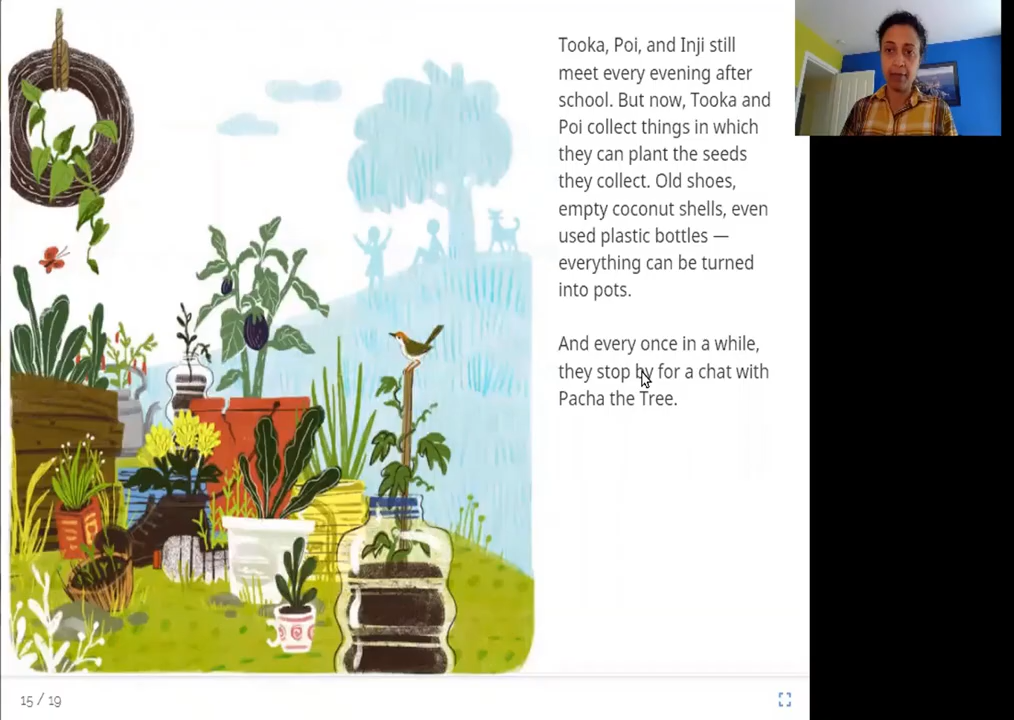 Tooka, Poi, and Inji still
meet every evening after
school. But now, Tooka and
Poi collect things in which
they can plant the seeds
they collect. Old shoes,
empty coconut shells, even
used plastic bottles —
everything can be turned
into pots.
And every once in a while,
they stop by for a chat with
Pacha the Tree.
15 / 19